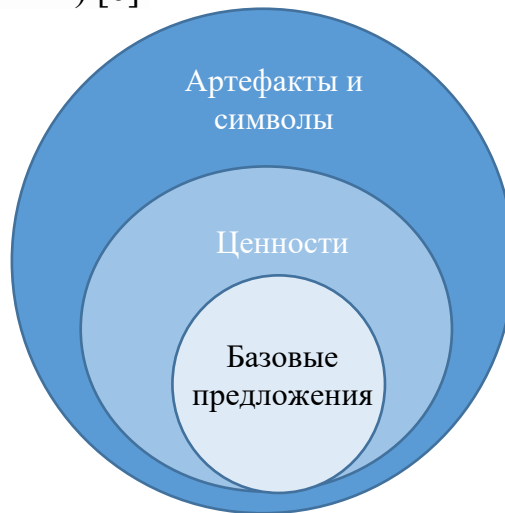 Артефакты и
символы
Ценности
Базовые
предложения